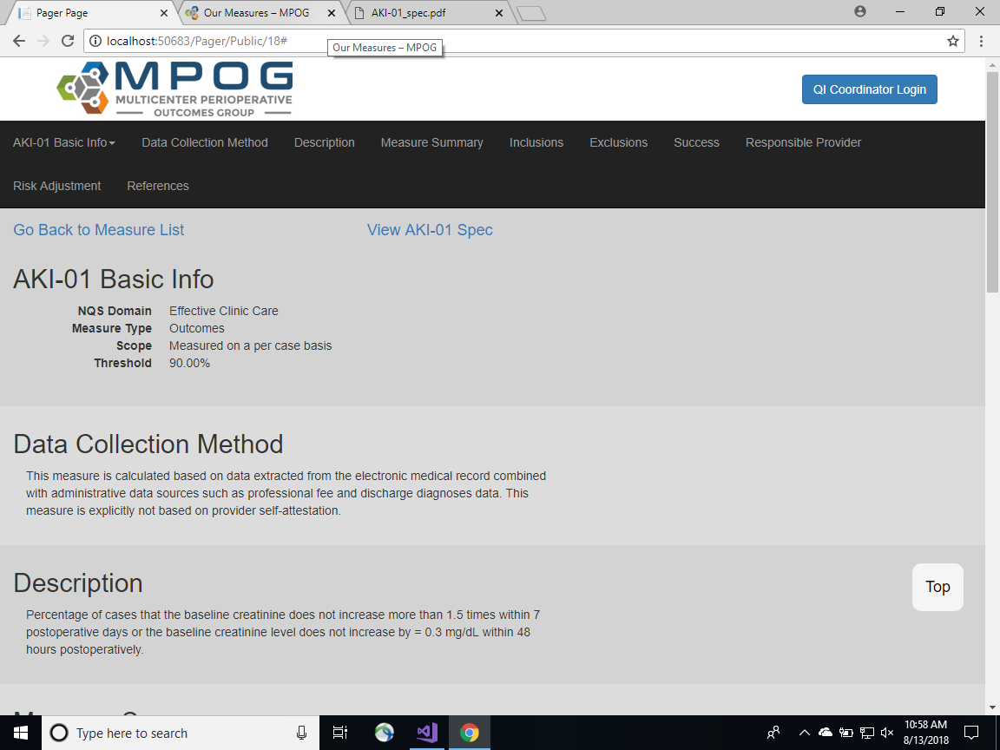 Pager Page
Our Measures – MPOG
AKI-01_spec.pdf
localhost:50683/Pager/Public/18#
Our Measures – MPOG
MPOG
MULTICENTER PERIOPERATIVE
OUTCOMES GROUP
QI Coordinator Login
AKI-01 Basic Info
Data Collection Method
Description
Measure Summary
Inclusions
Exclusions
Success
Responsible Provider
Risk Adjustment
References
Go Back to Measure List
View AKI-01 Spec
AKI-01 Basic Info
NQS Domain Effective Clinic Care
Measure Type Outcomes
Scope Measured on a per case basis
Threshold 90.00%
Data Collection Method
This measure is calculated based on data extracted from the electronic medical record combined
with administrative data sources such as professional fee and discharge diagnoses data. This
measure is explicitly not based on provider self-attestation.
Description
Percentage of cases that the baseline creatinine does not increase more than 1.5 times within 7
postoperative days or the baseline creatinine level does not increase by = 0.3 mg/dL within 48
hours postoperatively.
Top
Type here to search
10:58 AM
8/13/2018